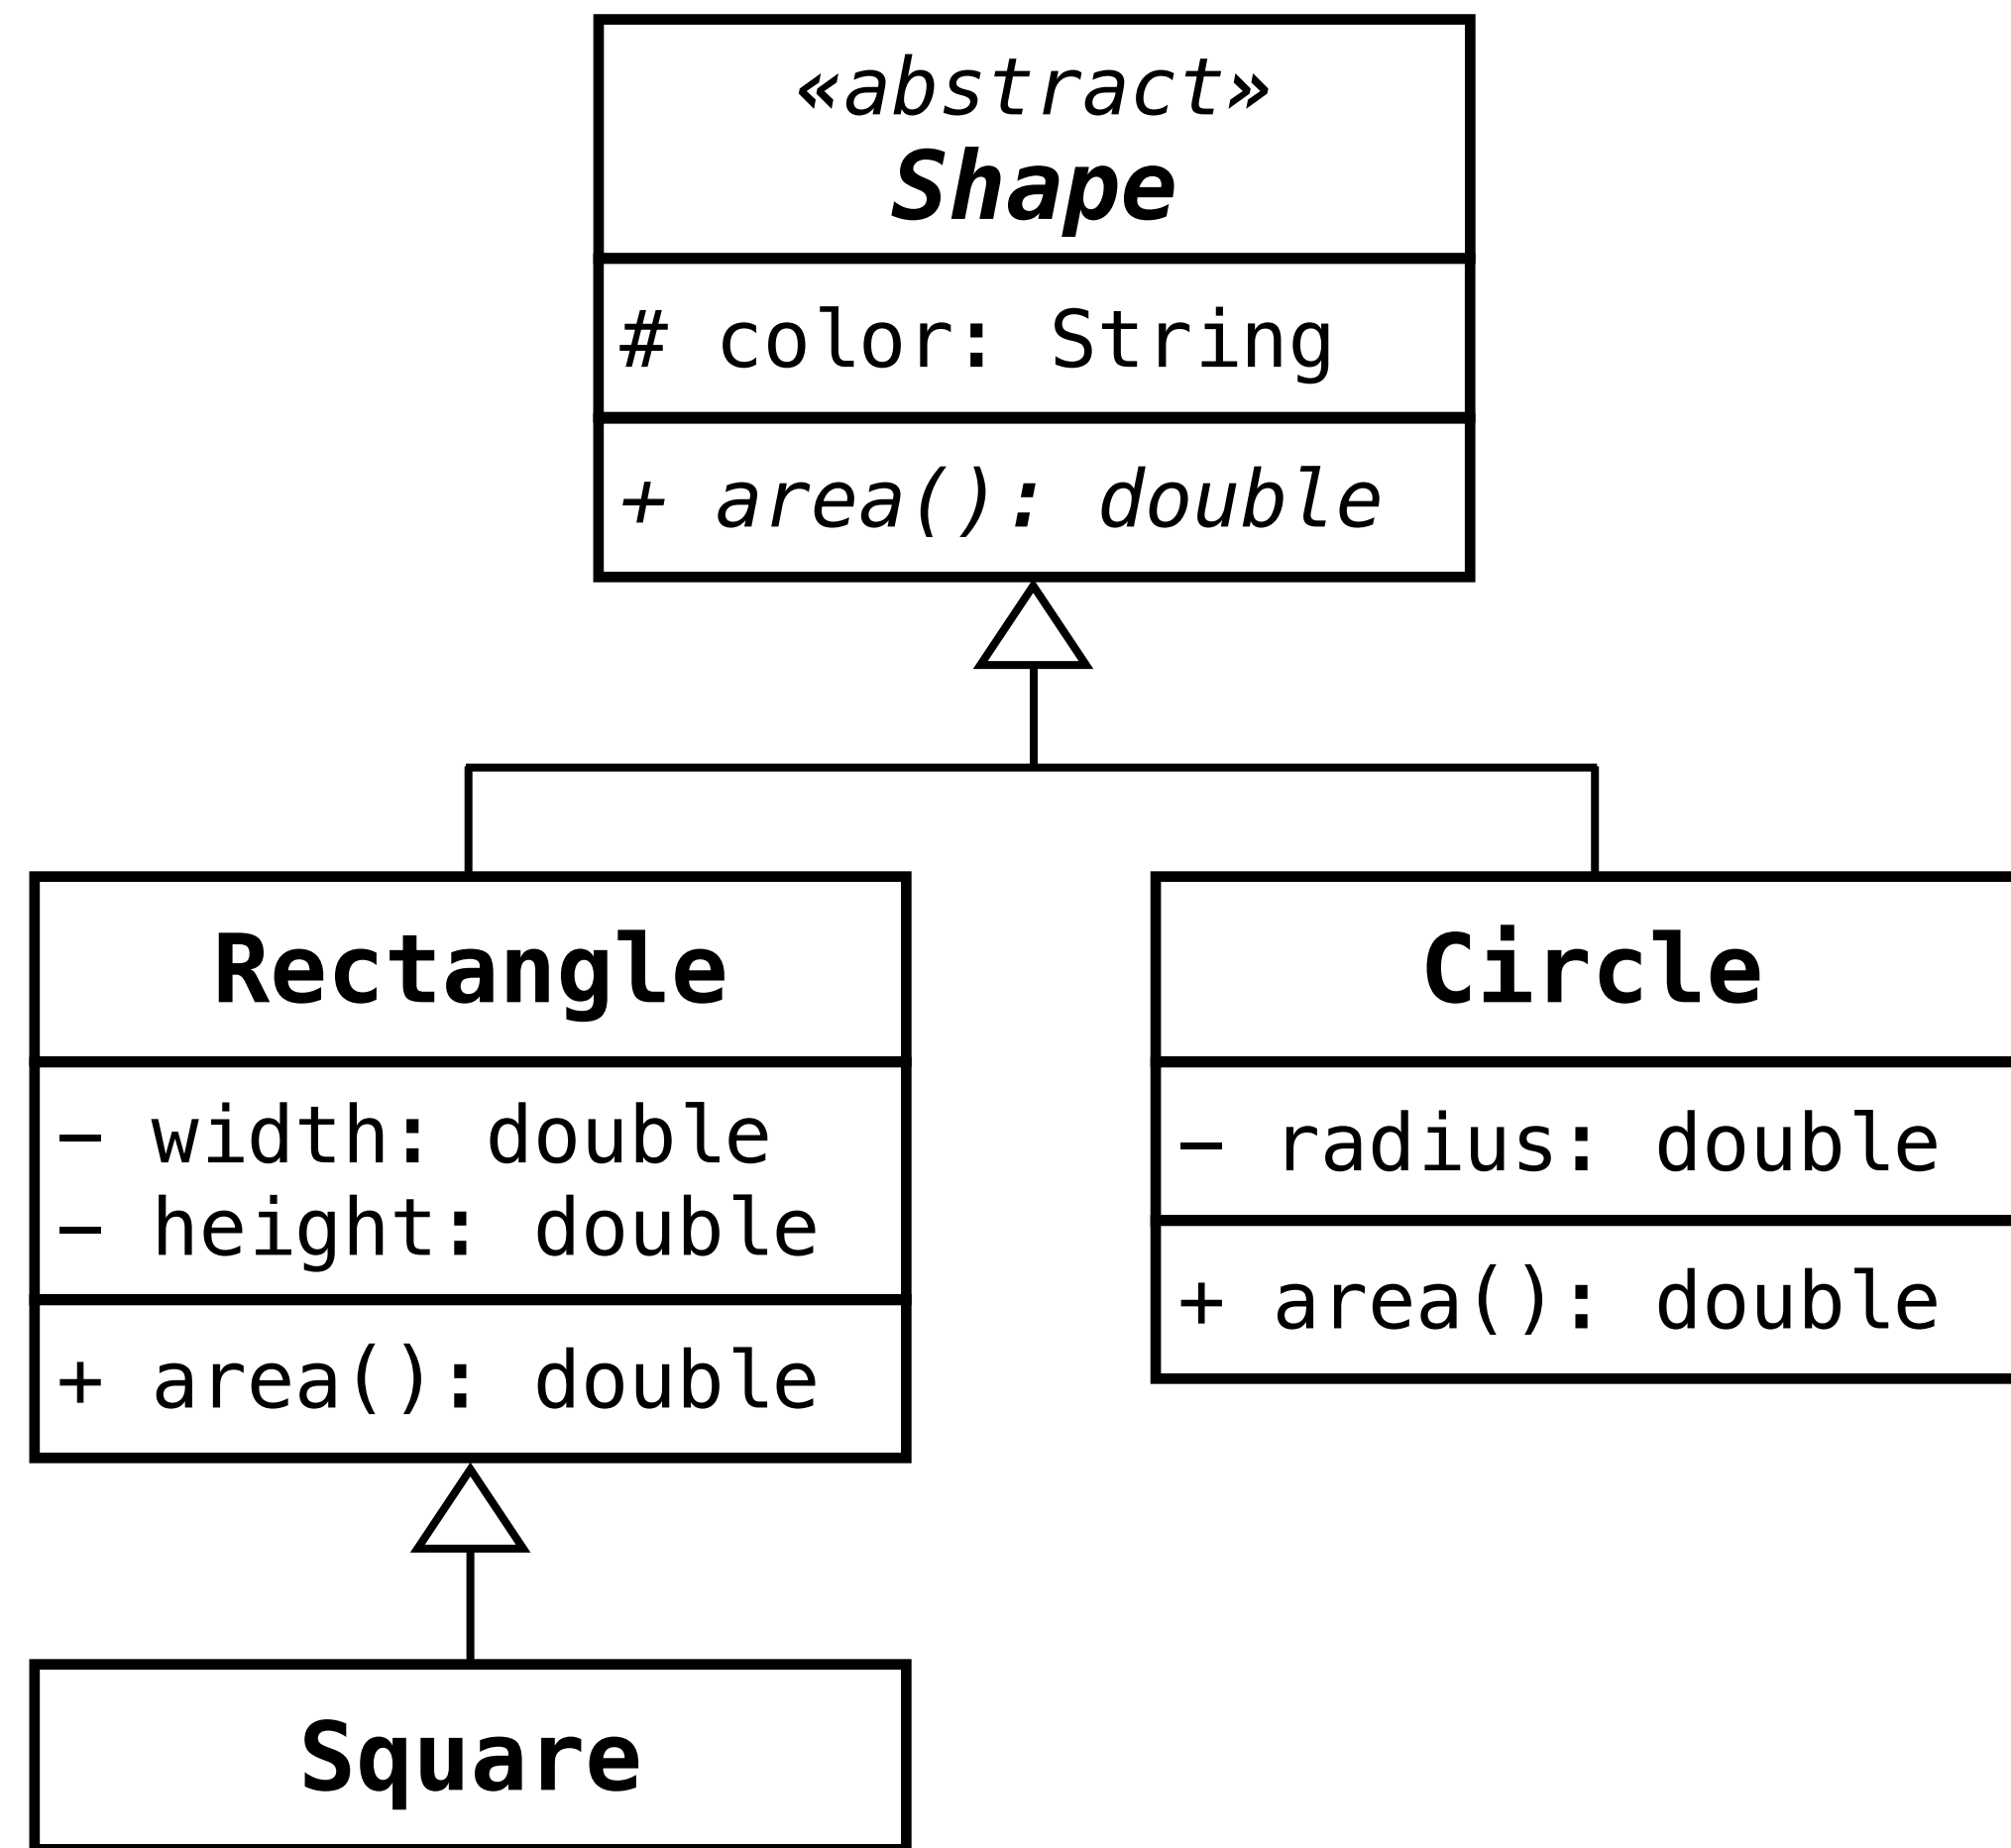 «abstract»
Shape
# color: String
+ area(): double
Rectangle
− width: double
− height: double
+ area(): double
Circle
− radius: double
+ area(): double
Square